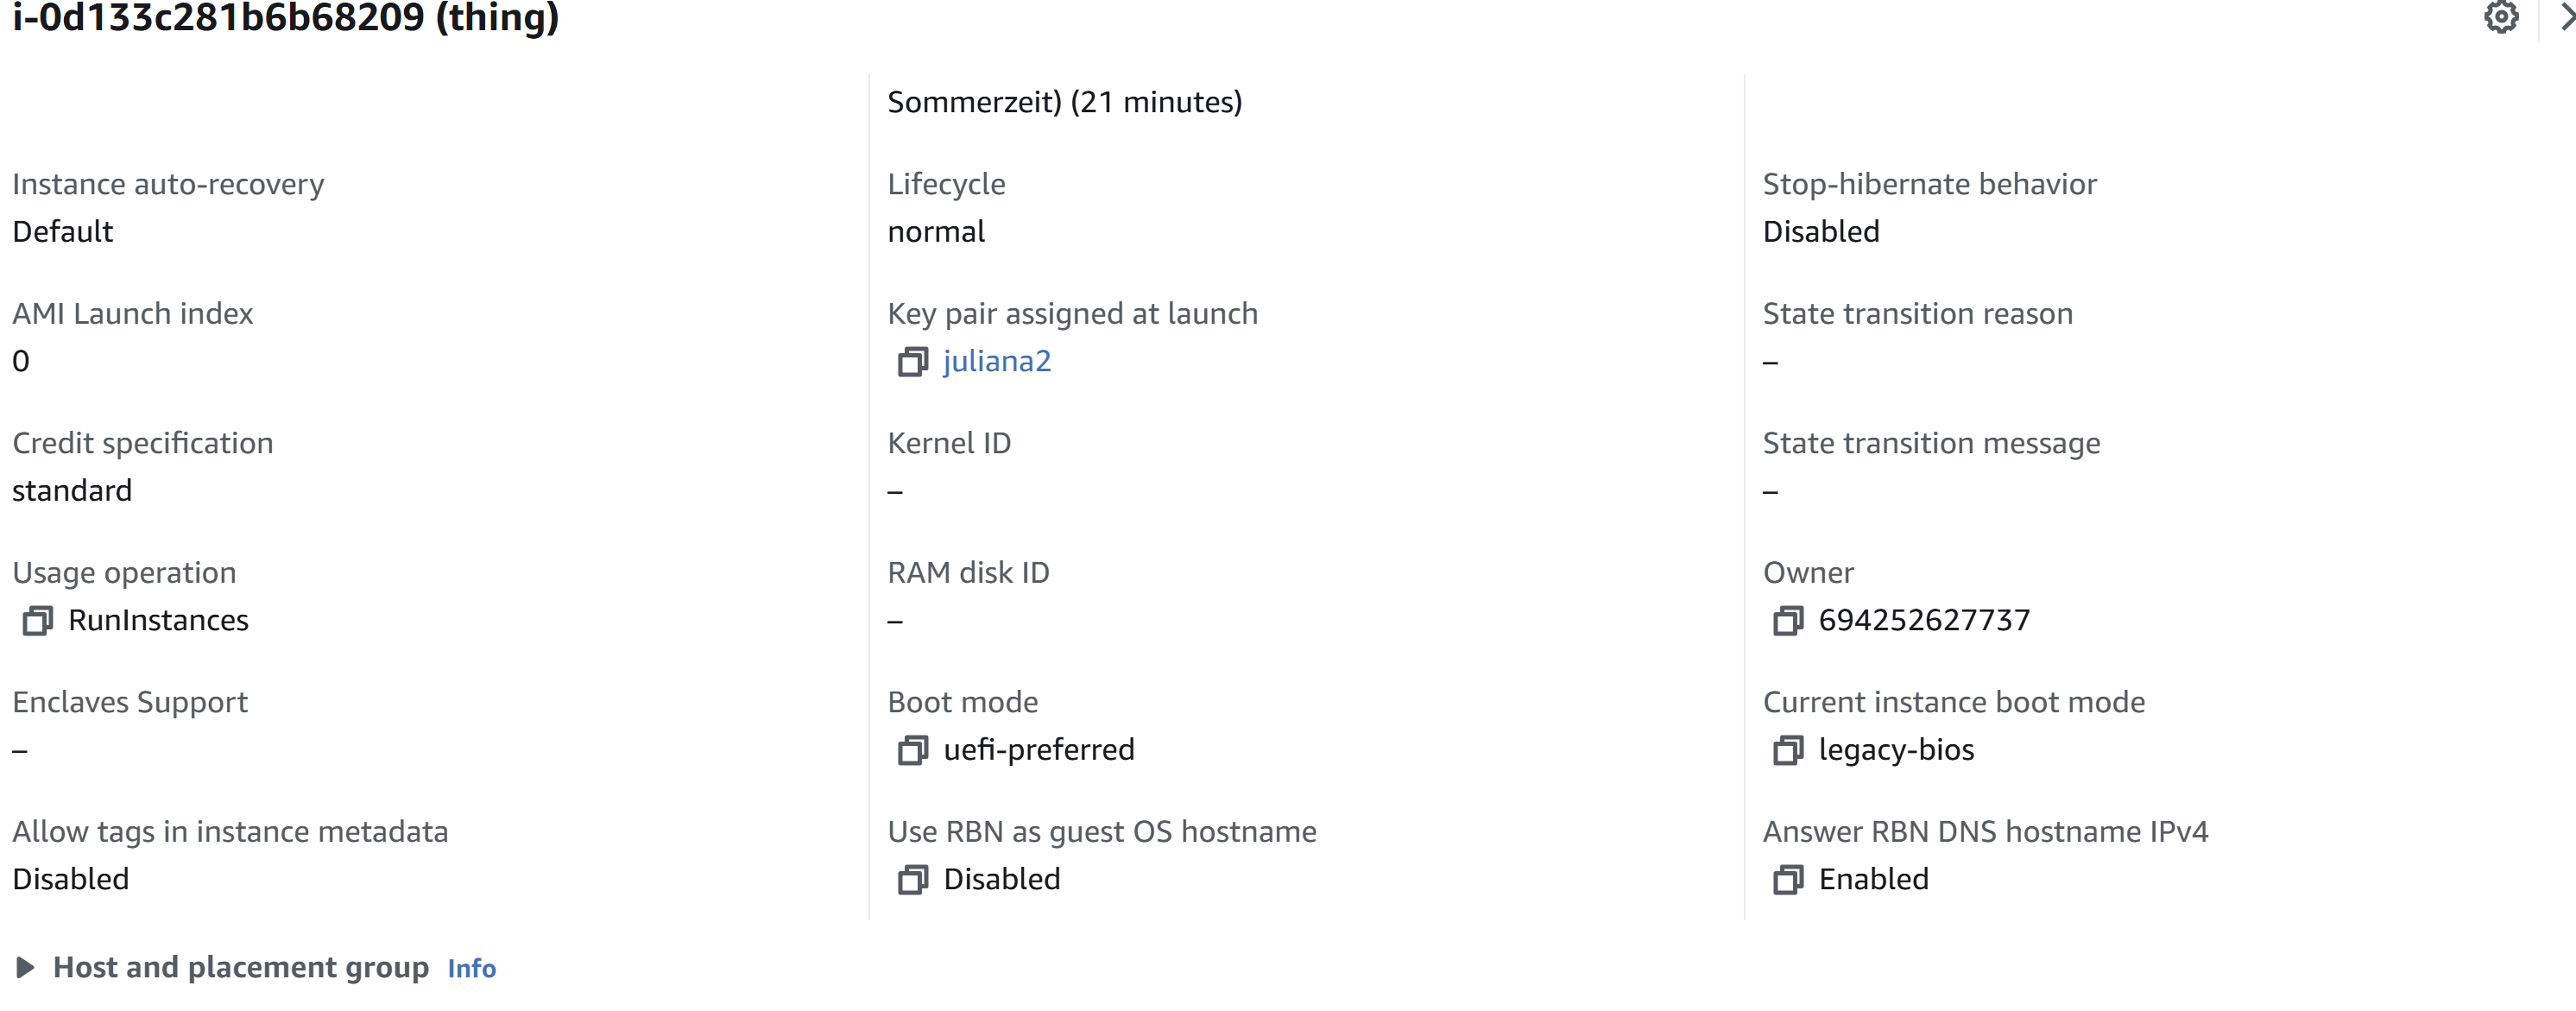 i-0d133c281b6b68209 (thing)
Sommerzeit) (21 minutes)
Instance auto-recovery
Default
Lifecycle
normal
Stop-hibernate behavior
Disabled
AMI Launch index
0
Key pair assigned at launch
juliana2
State transition reason
–
Credit specification
standard
Kernel ID
–
State transition message
–
Usage operation
RunInstances
RAM disk ID
–
Owner
694252627737
Enclaves Support
–
Boot mode
uefi-preferred
Current instance boot mode
legacy-bios
Allow tags in instance metadata
Disabled
Use RBN as guest OS hostname
Disabled
Answer RBN DNS hostname IPv4
Enabled
Host and placement group Info